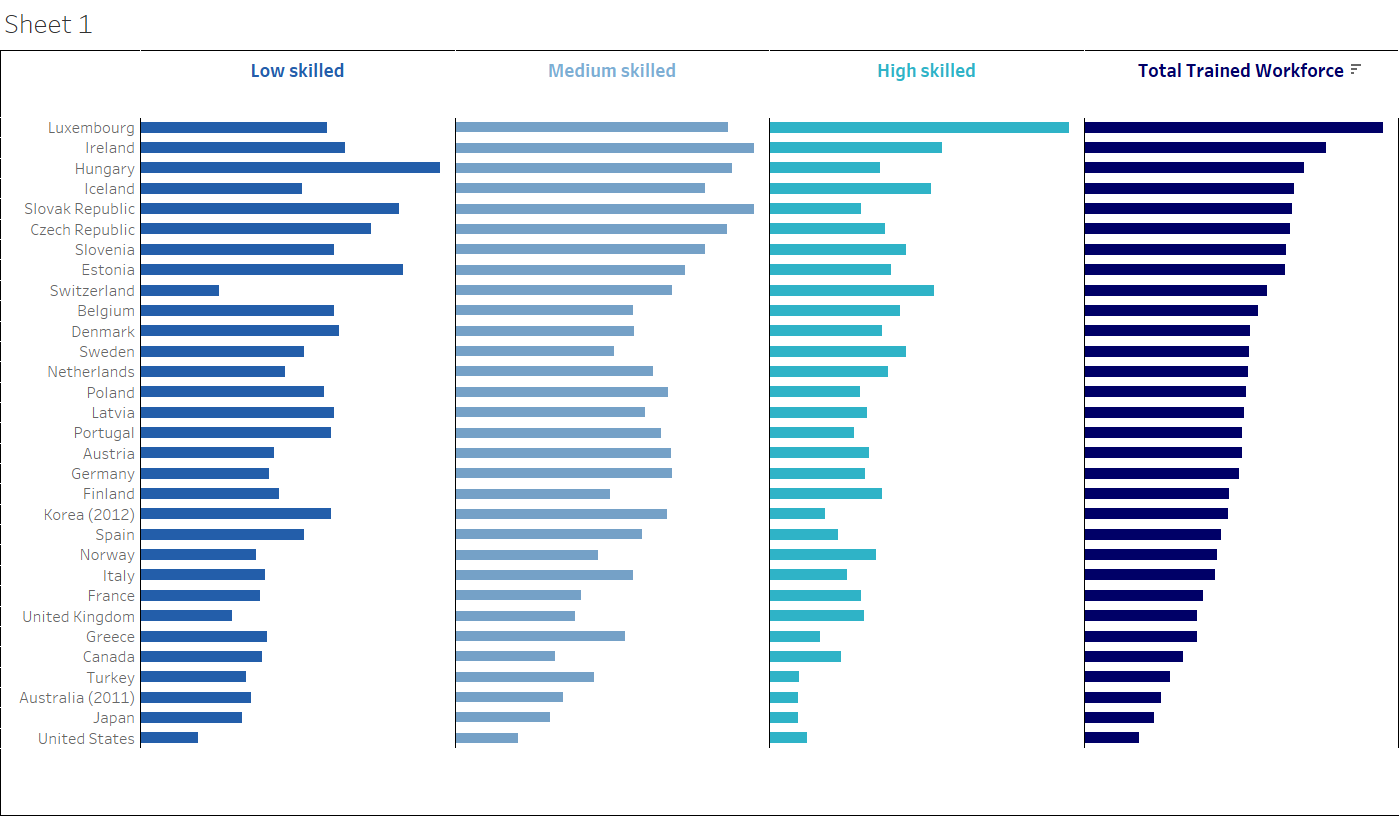 Sheet 1
Low skilled Medium skilled High skilled Total Trained Workforce
Luxembourg
Ireland
Hungary
Iceland
Slovak Republic
Czech Republic
Slovenia
Estonia
Switzerland
Belgium
Denmark
Sweden
Netherlands
Poland
Latvia
Portugal
Austria
Germany
Finland
Korea (2012)
Spain
Norway
Italy
France
United Kingdom
Greece
Canada
Turkey
Australia (2011)
Japan
United States